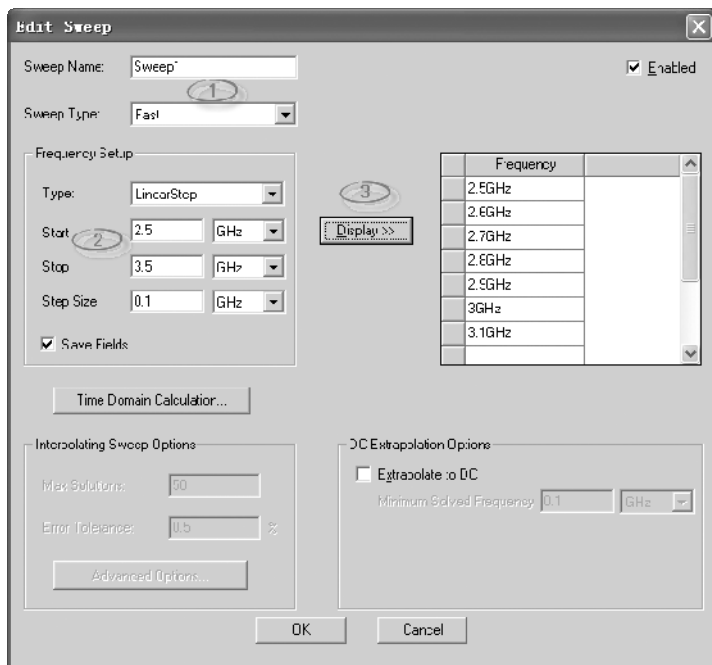 Edit Sweep
Sweep Name: Sweep1
Enabled
①
Sweep Type: Fast
Frequency Setup
Type: LinearStep
③
Start 2.5 GHz
②
Display >>
Stop 3.5 GHz
Step Size 0.1 GHz
Save Fields
Frequency
2.5GHz
2.6GHz
2.7GHz
2.8GHz
2.9GHz
3GHz
3.1GHz
Time Domain Calculation...
Interpolating Sweep Options
Max Solutions: 50
Error Tolerance: 0.5 %
Advanced Options...
DC Extrapolation Options
Extrapolate to DC
Minimum Solved Frequency 0.1 GHz
OK
Cancel